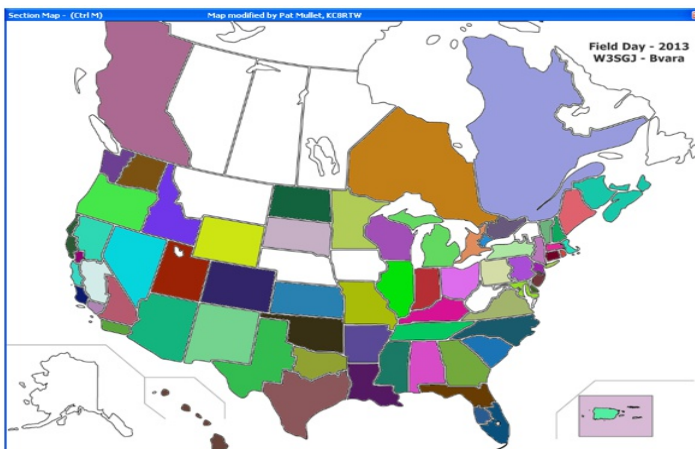 Section Map - (Ctrl M)
Map modified by Pat Mullet, KC8RTW
Field Day - 2013
W3SGJ - Bvara